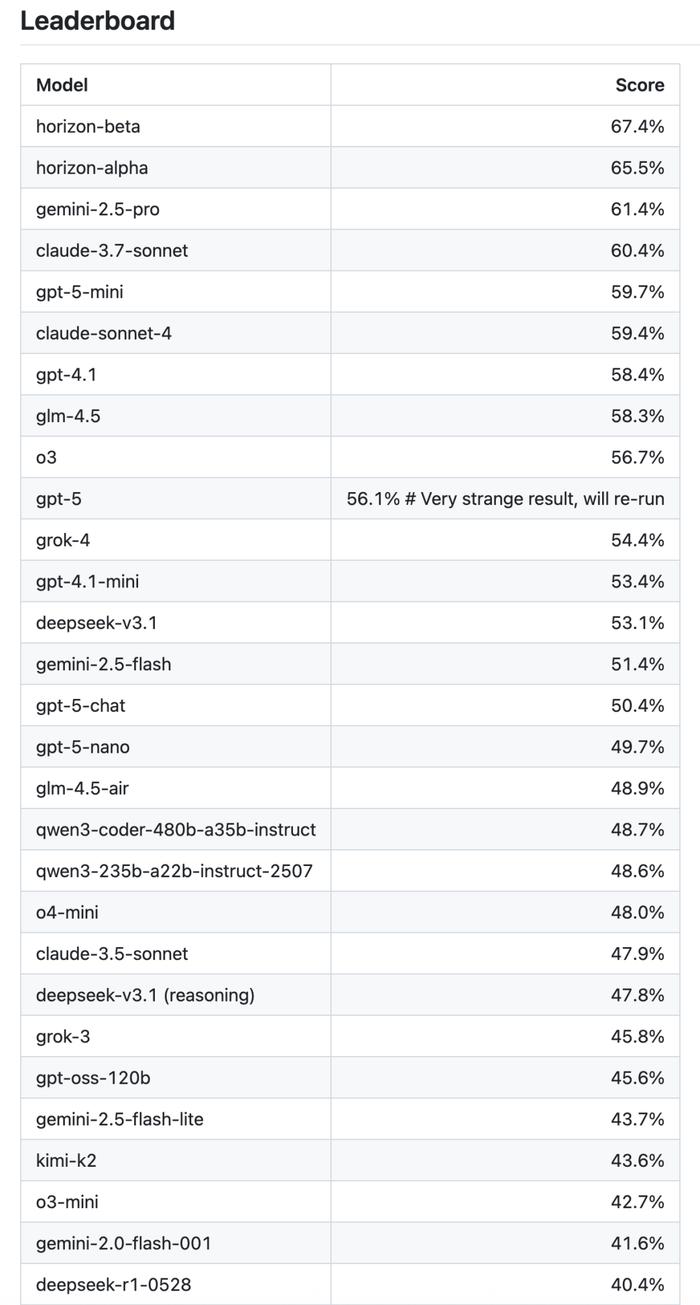 Leaderboard
Model Score
horizon-beta 67.4%
horizon-alpha 65.5%
gemini-2.5-pro 61.4%
claude-3.7-sonnet 60.4%
gpt-5-mini 59.7%
claude-sonnet-4 59.4%
gpt-4.1 58.4%
glm-4.5 58.3%
o3 56.7%
gpt-5 56.1% # Very strange result, will re-run
grok-4 54.4%
gpt-4.1-mini 53.4%
deepseek-v3.1 53.1%
gemini-2.5-flash 51.4%
gpt-5-chat 50.4%
gpt-5-nano 49.7%
glm-4.5-air 48.9%
qwen3-coder-480b-a35b-instruct 48.7%
qwen3-235b-a22b-instruct-2507 48.6%
o4-mini 48.0%
claude-3.5-sonnet 47.9%
deepseek-v3.1 (reasoning) 47.8%
grok-3 45.8%
gpt-oss-120b 45.6%
gemini-2.5-flash-lite 43.7%
kimi-k2 43.6%
o3-mini 42.7%
gemini-2.0-flash-001 41.6%
deepseek-r1-0528 40.4%